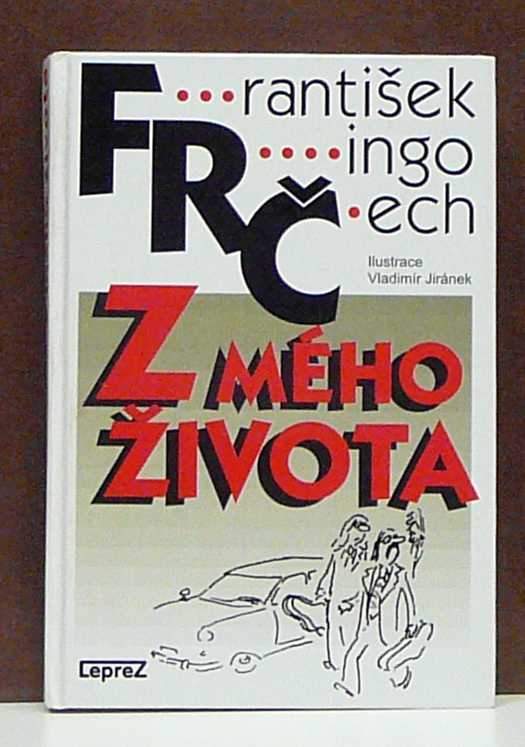 F...rantišek
R....ingo
Č.ech
Ilustrace
Vladimír Jiránek
Z MÉHO
ŽIVOTA
LepreZ